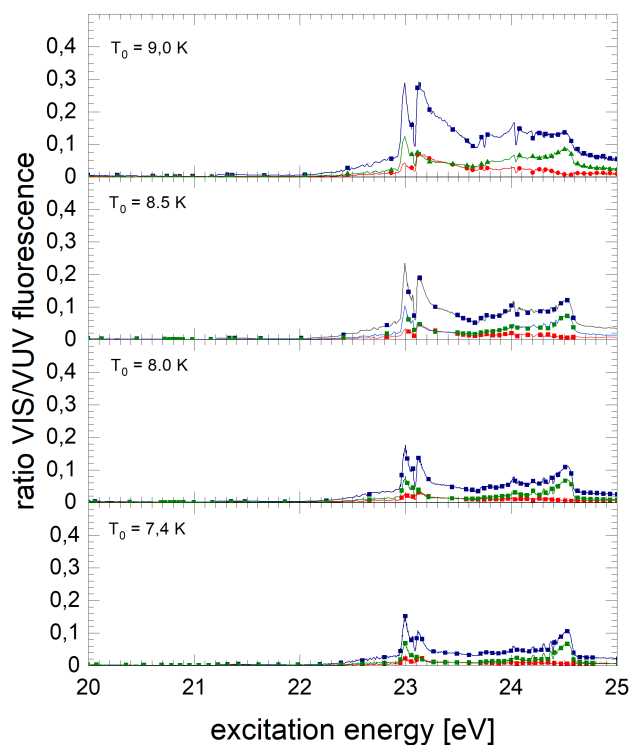 0,4
T0 = 9,0 K
0,3
0,2
0,1
0
0,4
T0 = 8.5 K
0,3
0,2
0,1
0
0,4
T0 = 8.0 K
0,3
0,2
0,1
0
0,4
T0 = 7,4 K
0,3
0,2
0,1
0
ratio VIS/VUV fluorescence
20 21 22 23 24 25
excitation energy [eV]